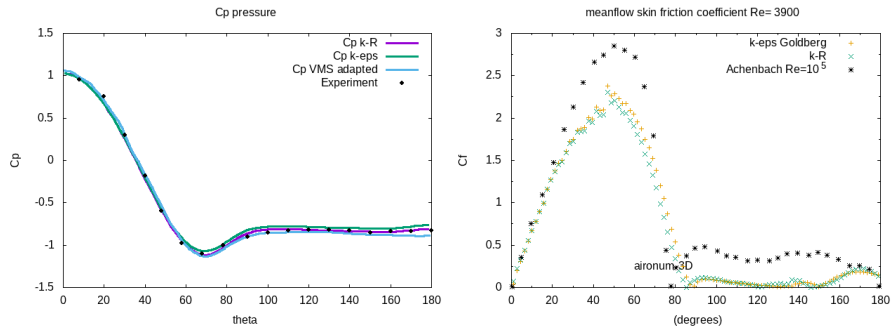 Cp pressure
Cp k-R
Cp k-eps
Cp VMS adapted
Experiment
1.5
1
0.5
0
-0.5
-1
-1.5
Cp
0 20 40 60 80 100 120 140 160 180
theta
meanflow skin friction coefficient Re= 3900
k-eps Goldberg
k-R
Achenbach Re=10^5
3
2.5
2
1.5
1
0.5
0
Cf
aironum-3D
0 20 40 60 80 100 120 140 160 180
(degrees)